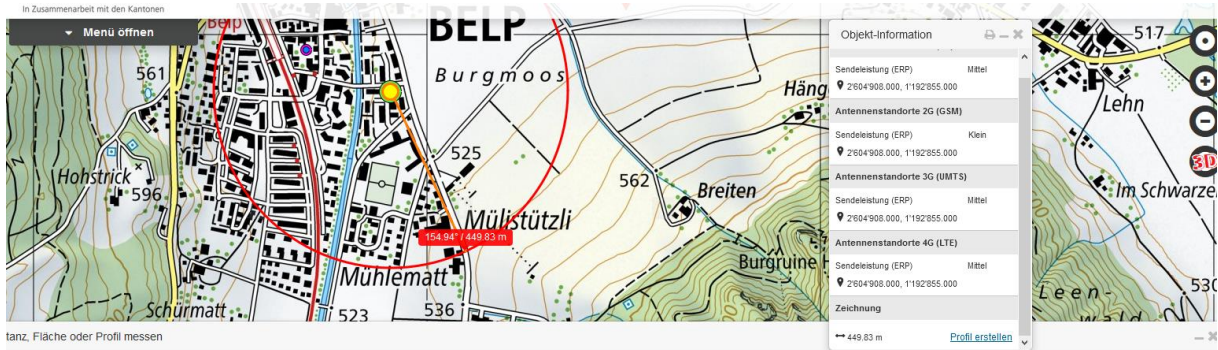 In Zusammenarbeit mit den Kantonen
Menü öffnen
Belp
BELP
561
Burgmoos
Häng
517
Lehn
Hohstrick
596
525
562
Breiten
Im Schwarze
Mülistützli
154.94° / 449.83 m
Mühlematt
Burgruine H
Schürmatt
523
536
Leen-
wald
530
3D
Objekt-Information
Sendeleistung (ERP) Mittel
2'604'908.000, 1'192'855.000
Antennenstandorte 2G (GSM)
Sendeleistung (ERP) Klein
2'604'908.000, 1'192'855.000
Antennenstandorte 3G (UMTS)
Sendeleistung (ERP) Mittel
2'604'908.000, 1'192'855.000
Antennenstandorte 4G (LTE)
Sendeleistung (ERP) Mittel
2'604'908.000, 1'192'855.000
Zeichnung
449.83 m Profil erstellen
tanz, Fläche oder Profil messen